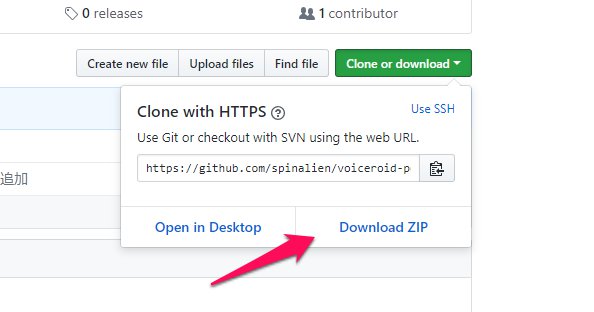 0 releases
1 contributor
Create new file
Upload files
Find file
Clone or download
Clone with HTTPS
Use SSH
Use Git or checkout with SVN using the web URL.
https://github.com/spinalien/voiceroid-p
追加
Open in Desktop
Download ZIP